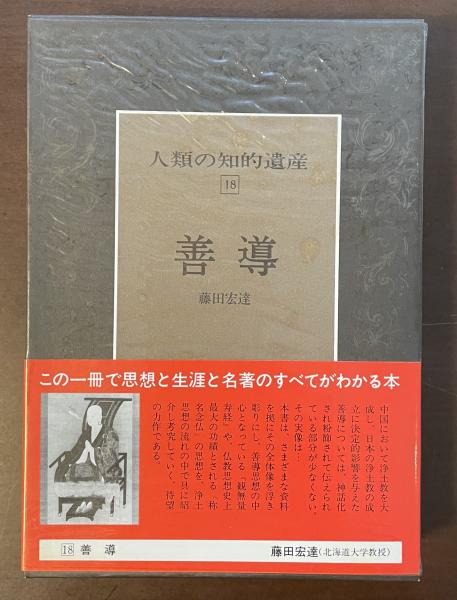 人類の知的遺産
18
善導
藤田宏達
この一冊で思想と生涯と名著のすべてがわかる本
中国において浄土教を大
成し、日本の浄土教の成
立に決定的影響を与えた
善導については、神話化
され粉飾されて伝えられ
ている部分が少なくない。
その実像は――
本書は、さまざまな資料
を拠にその全体像を浮き
彫りにし、善導思想の中
心となっている『観無量
寿経』や、仏教思想史上
最大の功績とされる「称
名念仏」の思想を、浄土
思想の流れの中で共に紹
介し考究していく、待望
の力作である。
18 善導
藤田宏達(北海道大学教授)